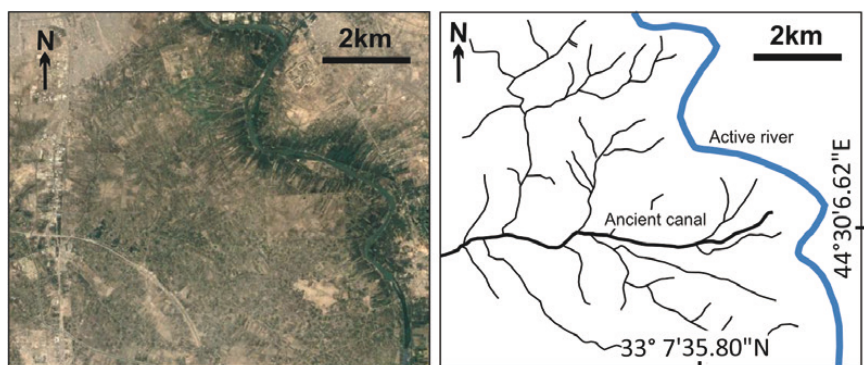 N
2km
N
2km
Active river
44°30'6.62"E
Ancient canal
33° 7'35.80"N